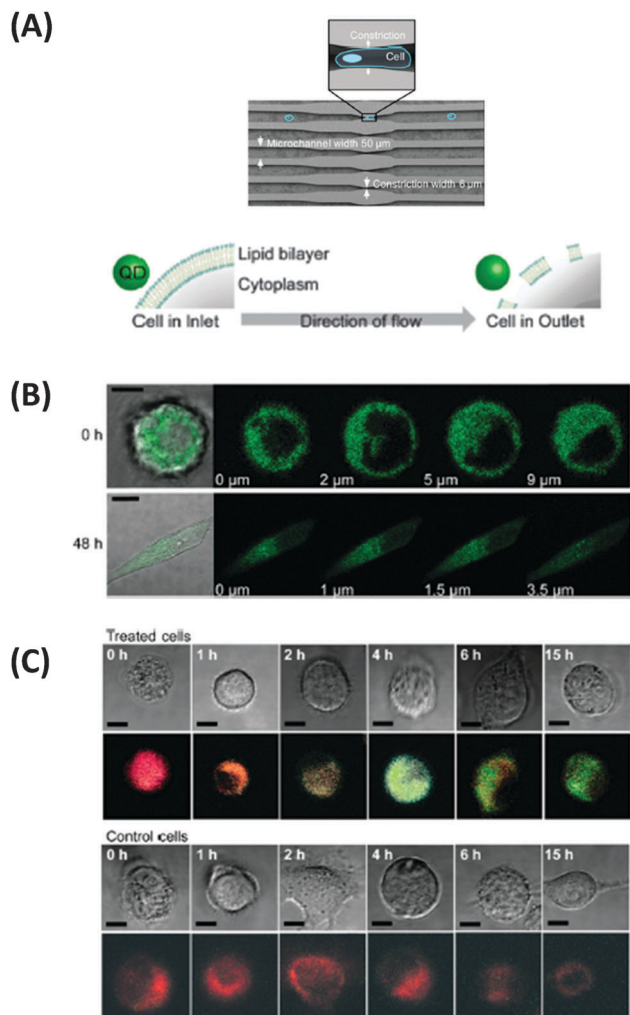 (A)
Constriction
Cell
Microchannel width 50 µm
Constriction width 6 µm
QD
Lipid bilayer
Cytoplasm
Cell in Inlet
Direction of flow
Cell in Outlet
(B)
0 h
0 µm 2 µm 5 µm 9 µm
48 h
0 µm 1 µm 1.5 µm 3.5 µm
(C)
Treated cells
0 h 1 h 2 h 4 h 6 h 15 h
Control cells
0 h 1 h 2 h 4 h 6 h 15 h